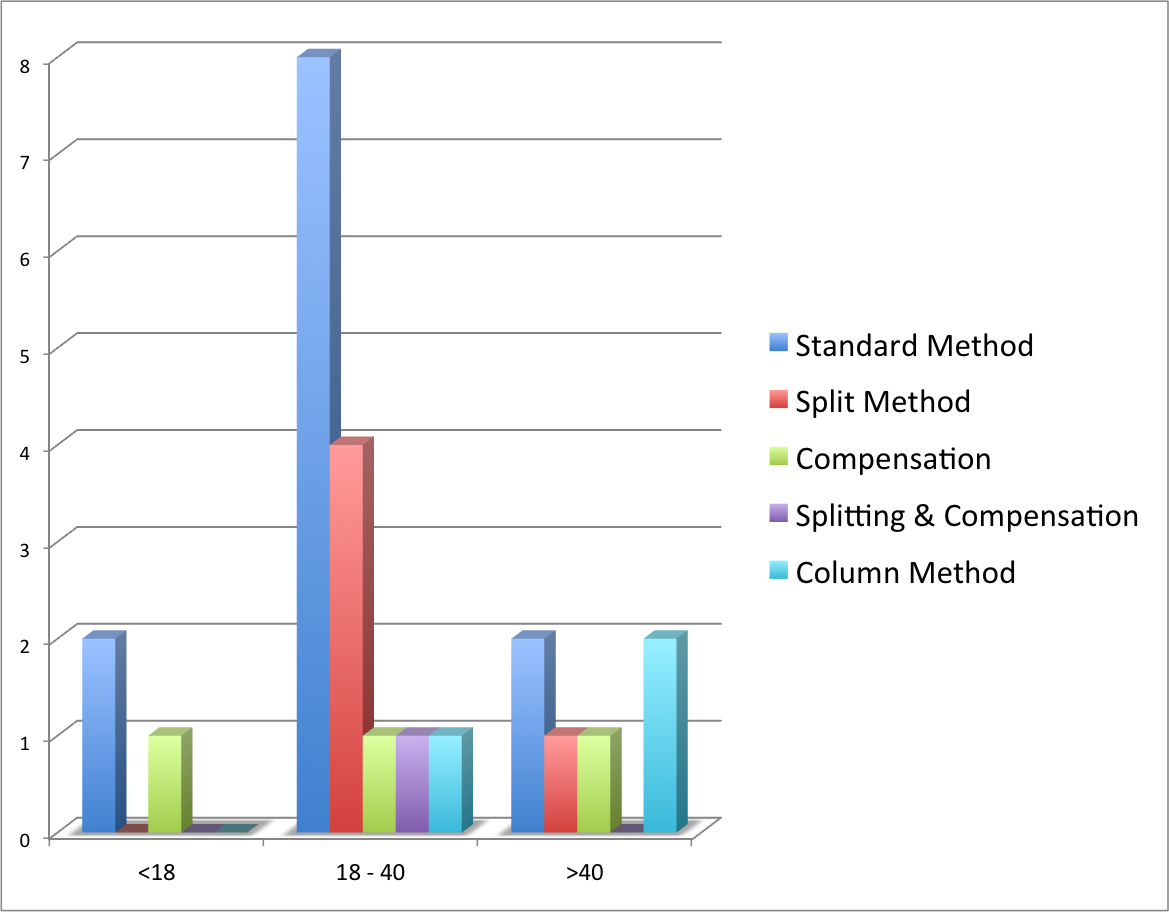 8
7
6
5
4
3
2
1
0
<18
18 - 40
>40
Standard Method
Split Method
Compensation
Splitting & Compensation
Column Method